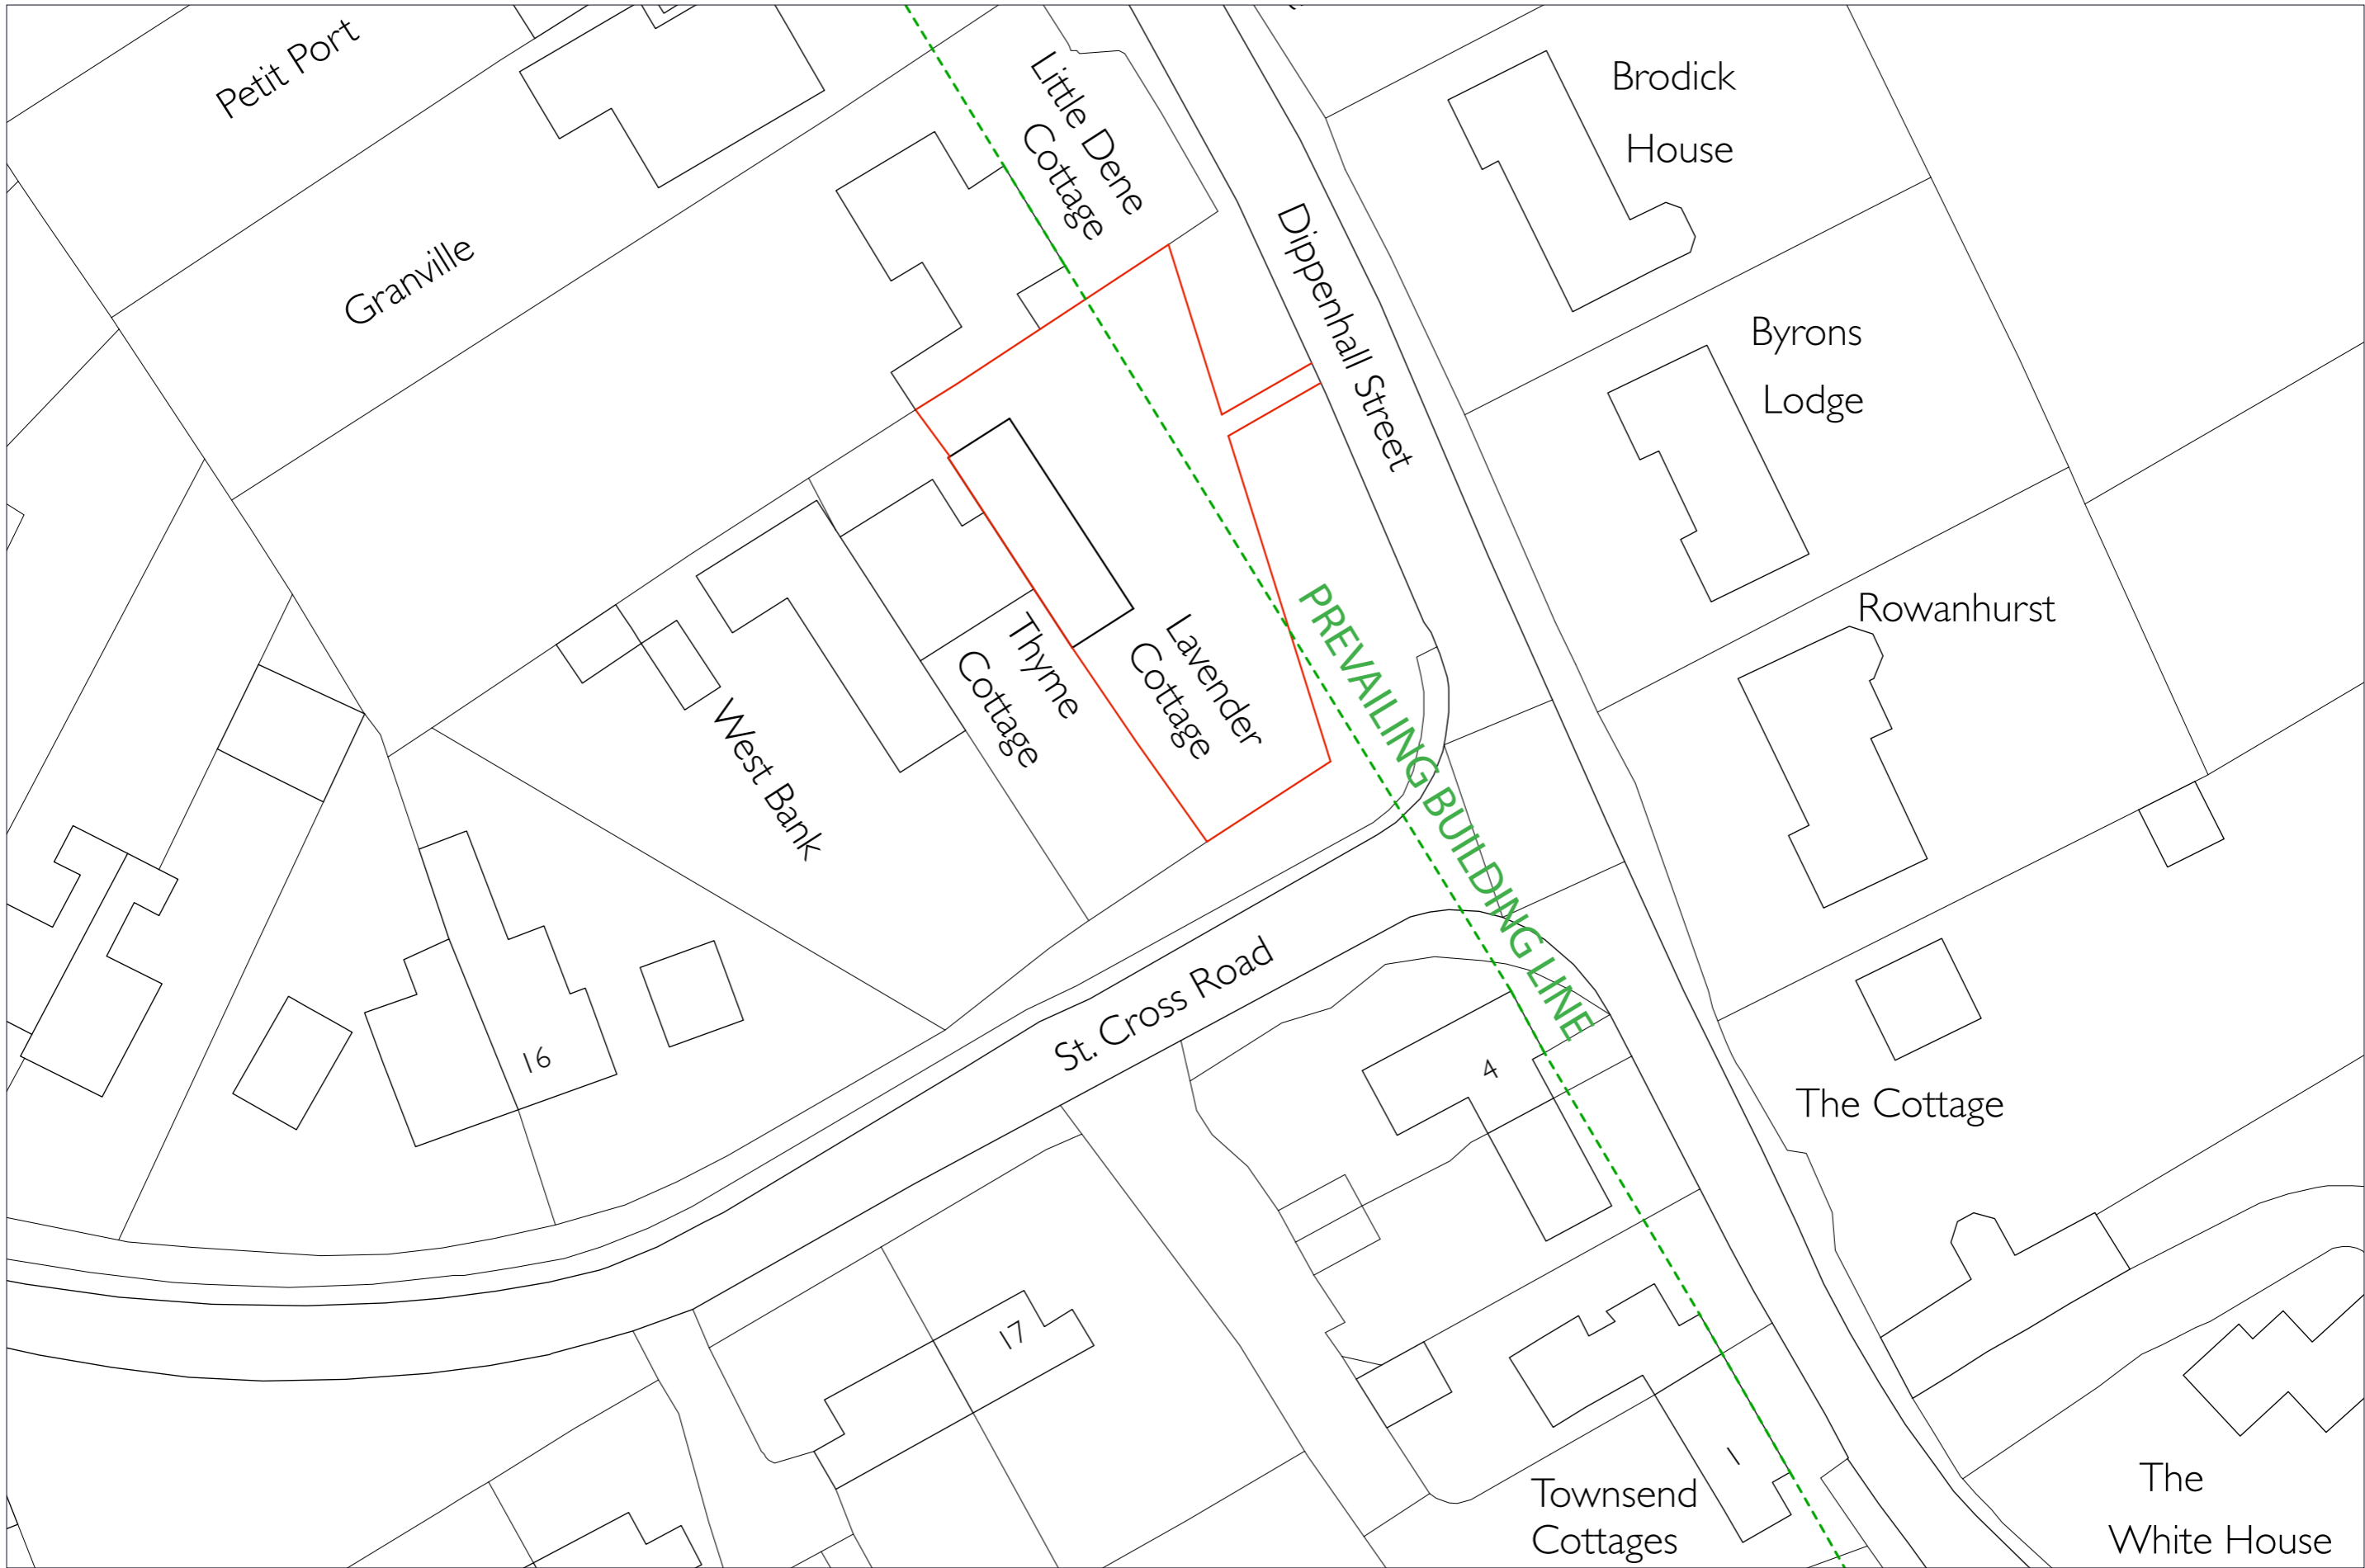 Petit Port
Granville
Little Dene
Cottage
Dippenhall Street
Brodick
House
Byrons
Lodge
Rowanhurst
Lavender
Cottage
Thyme
Cottage
West Bank
PREVAILING BUILDING LINE
St. Cross Road
16
4
The Cottage
17
1
Townsend
Cottages
The
White House